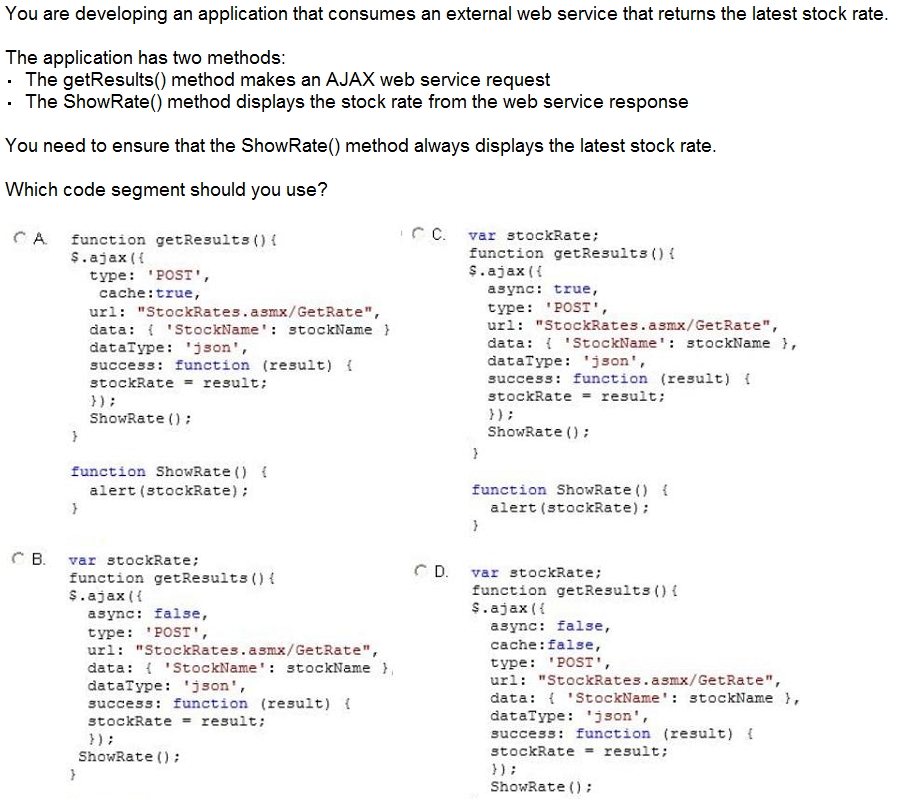 You are developing an application that consumes an external web service that returns the latest stock rate.
The application has two methods:
· The getResults() method makes an AJAX web service request
· The ShowRate() method displays the stock rate from the web service response
You need to ensure that the ShowRate() method always displays the latest stock rate.
Which code segment should you use?
A. function getResults(){
$.ajax({
type: 'POST',
cache:true,
url: "StockRates.asmx/GetRate",
data: { 'StockName': stockName }
dataType: 'json',
success: function (result) {
stockRate = result;
});
ShowRate();
}
function ShowRate() {
alert(stockRate);
}
B. var stockRate;
function getResults(){
$.ajax({
async: false,
type: 'POST',
url: "StockRates.asmx/GetRate",
data: { 'StockName': stockName },
dataType: 'json',
success: function (result) {
stockRate = result;
});
ShowRate();
}
C. var stockRate;
function getResults(){
$.ajax({
async: true,
type: 'POST',
url: "StockRates.asmx/GetRate",
data: { 'StockName': stockName },
dataType: 'json',
success: function (result) {
stockRate = result;
});
ShowRate();
}
function ShowRate() {
alert(stockRate);
}
D. var stockRate;
function getResults(){
$.ajax({
async: false,
cache:false,
type: 'POST',
url: "StockRates.asmx/GetRate",
data: { 'StockName': stockName },
dataType: 'json',
success: function (result) {
stockRate = result;
});
ShowRate();